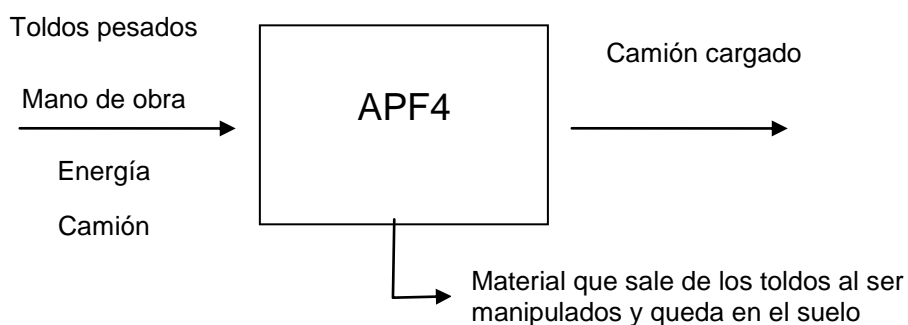 Toldos pesados
Mano de obra
Energía
Camión
APF4
Camión cargado
Material que sale de los toldos al ser
manipulados y queda en el suelo